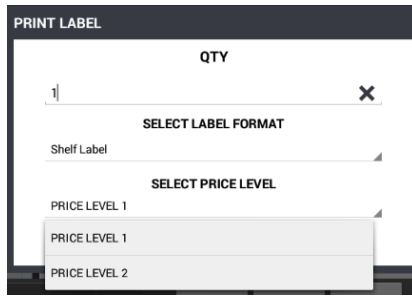 PRINT LABEL
QTY
1
SELECT LABEL FORMAT
Shelf Label
SELECT PRICE LEVEL
PRICE LEVEL 1
PRICE LEVEL 1
PRICE LEVEL 2